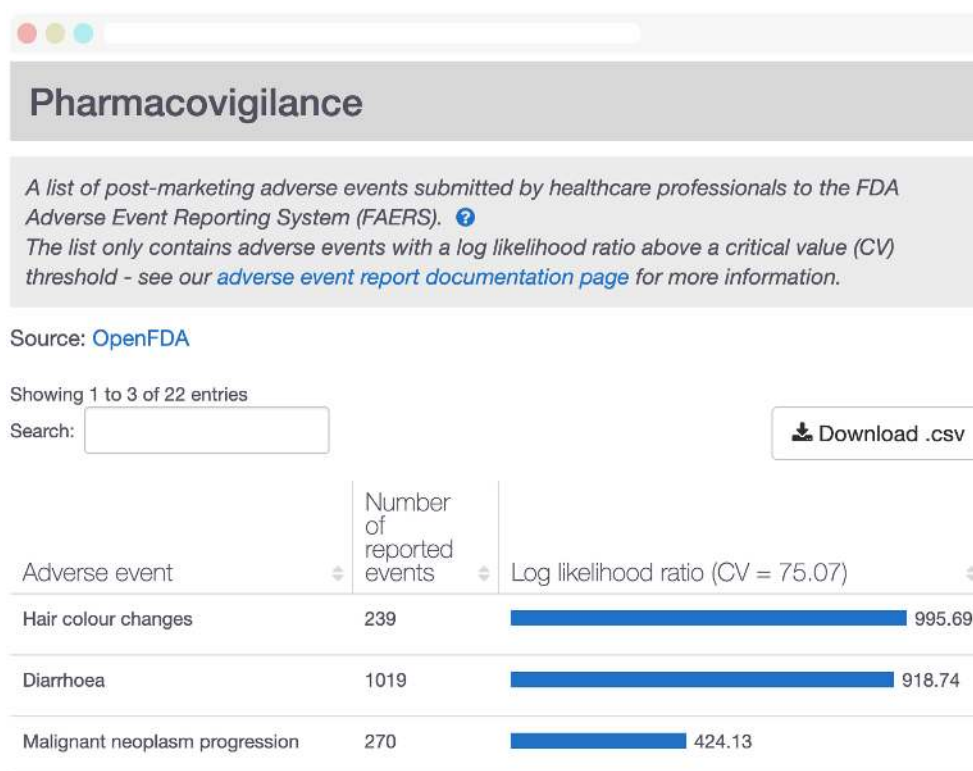 Pharmacovigilance
A list of post-marketing adverse events submitted by healthcare professionals to the FDA
Adverse Event Reporting System (FAERS). ?
The list only contains adverse events with a log likelihood ratio above a critical value (CV)
threshold - see our adverse event report documentation page for more information.
Source: OpenFDA
Showing 1 to 3 of 22 entries
Search:
Download .csv
Adverse event
Number
of
reported
events
Log likelihood ratio (CV = 75.07)
Hair colour changes 239 995.69
Diarrhoea 1019 918.74
Malignant neoplasm progression 270 424.13